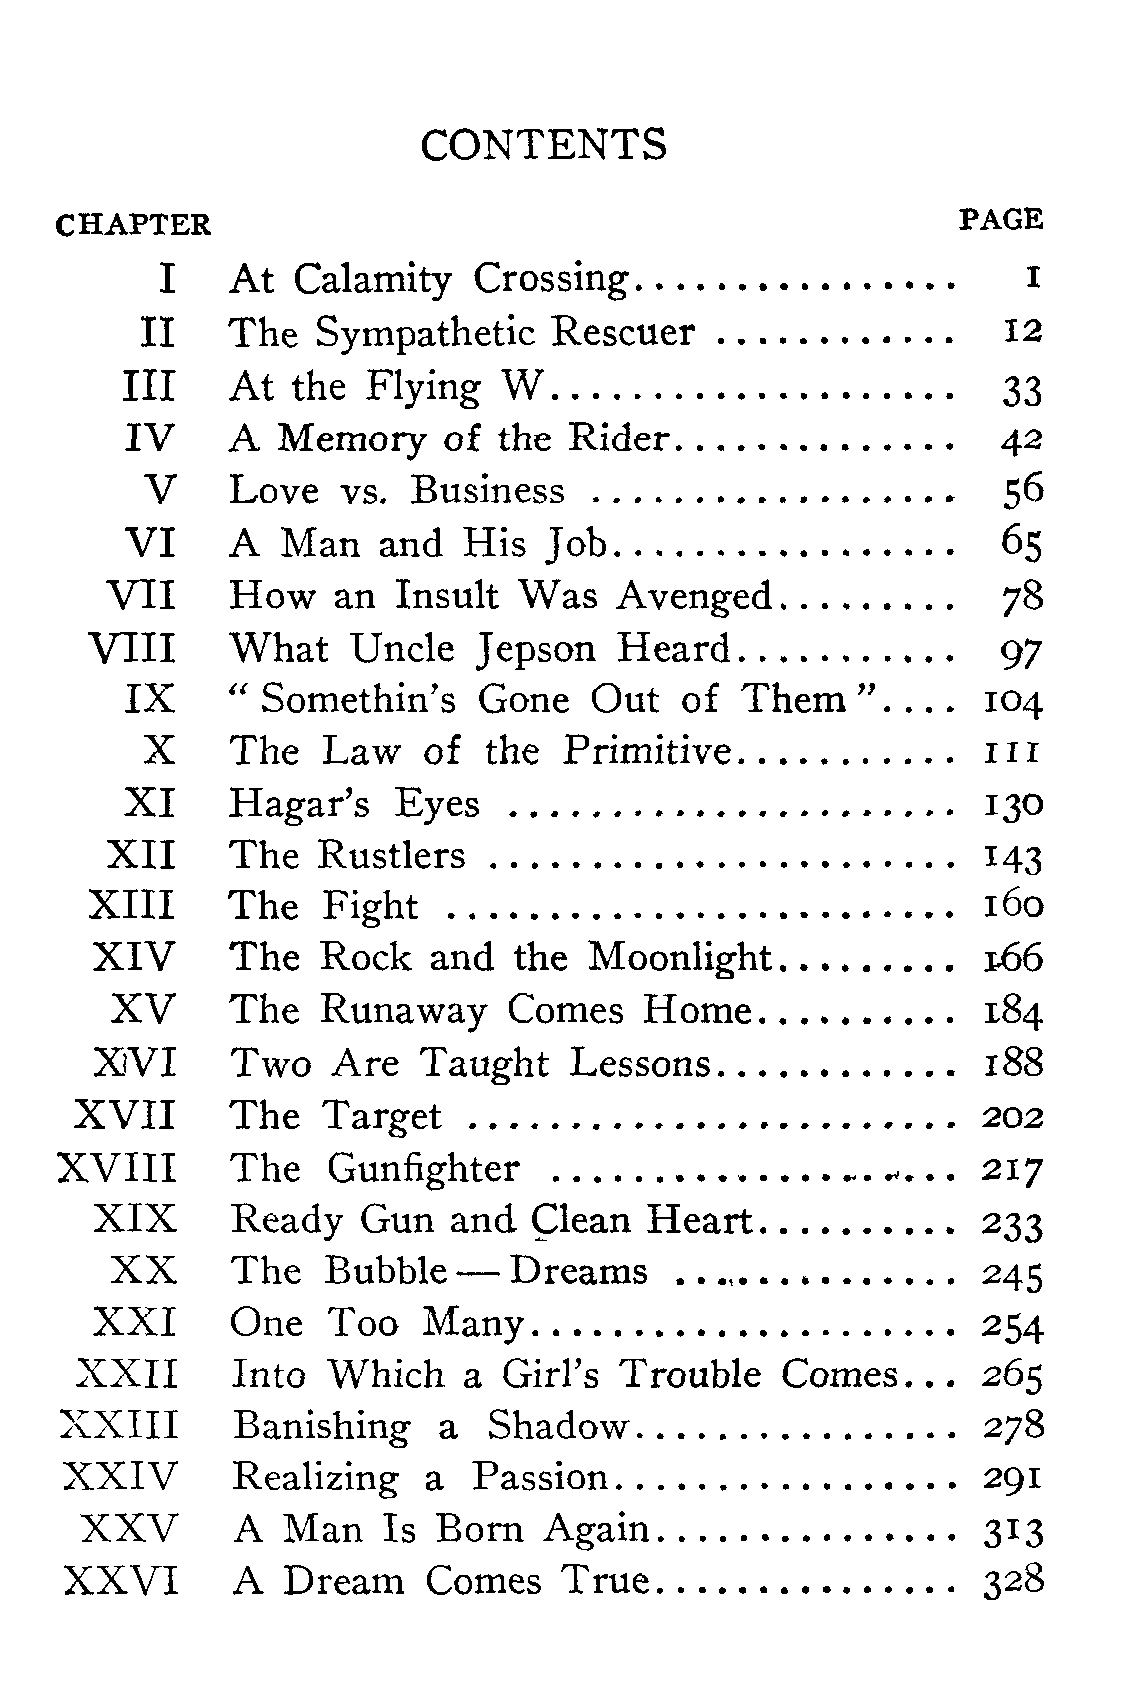 CONTENTS
CHAPTER PAGE
I At Calamity Crossing................ 1
II The Sympathetic Rescuer ............ 12
III At the Flying W.................... 33
IV A Memory of the Rider.............. 42
V Love vs. Business .................. 56
VI A Man and His Job................. 65
VII How an Insult Was Avenged......... 78
VIII What Uncle Jepson Heard........... 97
IX “Somethin’s Gone Out of Them”.... 104
X The Law of the Primitive........... 111
XI Hagar’s Eyes ...................... 130
XII The Rustlers ....................... 143
XIII The Fight ......................... 160
XIV The Rock and the Moonlight......... 166
XV The Runaway Comes Home.......... 184
XVI Two Are Taught Lessons............ 188
XVII The Target ........................ 202
XVIII The Gunfighter .................... 217
XIX Ready Gun and Clean Heart.......... 233
XX The Bubble — Dreams .............. 245
XXI One Too Many..................... 254
XXII Into Which a Girl’s Trouble Comes... 265
XXIII Banishing a Shadow................ 278
XXIV Realizing a Passion................. 291
XXV A Man Is Born Again............... 313
XXVI A Dream Comes True............... 328